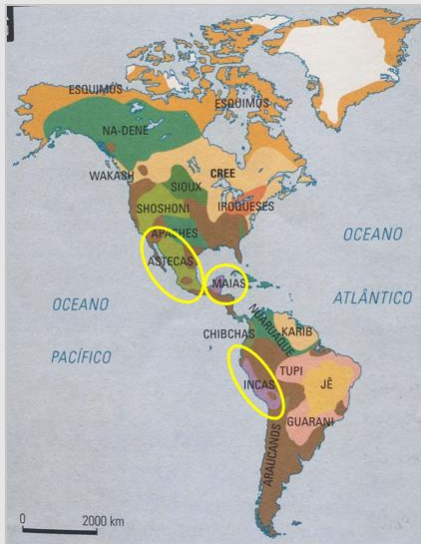 ESQUIMÓS
ESQUIMÓS
NA-DENE
CREE
WAKASH
SIOUX
SHOSHONI
IROQUESES
APACHES
OCEANO
ASTECAS
MAIAS
OCEANO
ATLÂNTICO
NUARUAQUE
CHIBCHAS
KARIB
PACÍFICO
TUPI
INCAS
JÊ
GUARANI
ARAUCANOS
0 2000 km